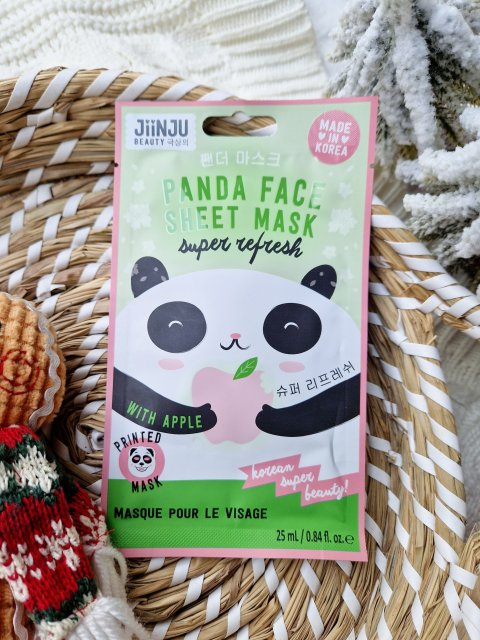 JiiNJU
BEAUTY 극상의
MADE
IN
KOREA
팬더 마스크
PANDA FACE
SHEET MASK
super refresh
슈퍼 리프레쉬
WITH APPLE
PRINTED
MASK
korean
super
beauty!
MASQUE POUR LE VISAGE
25 mL / 0.84 fl. oz. e